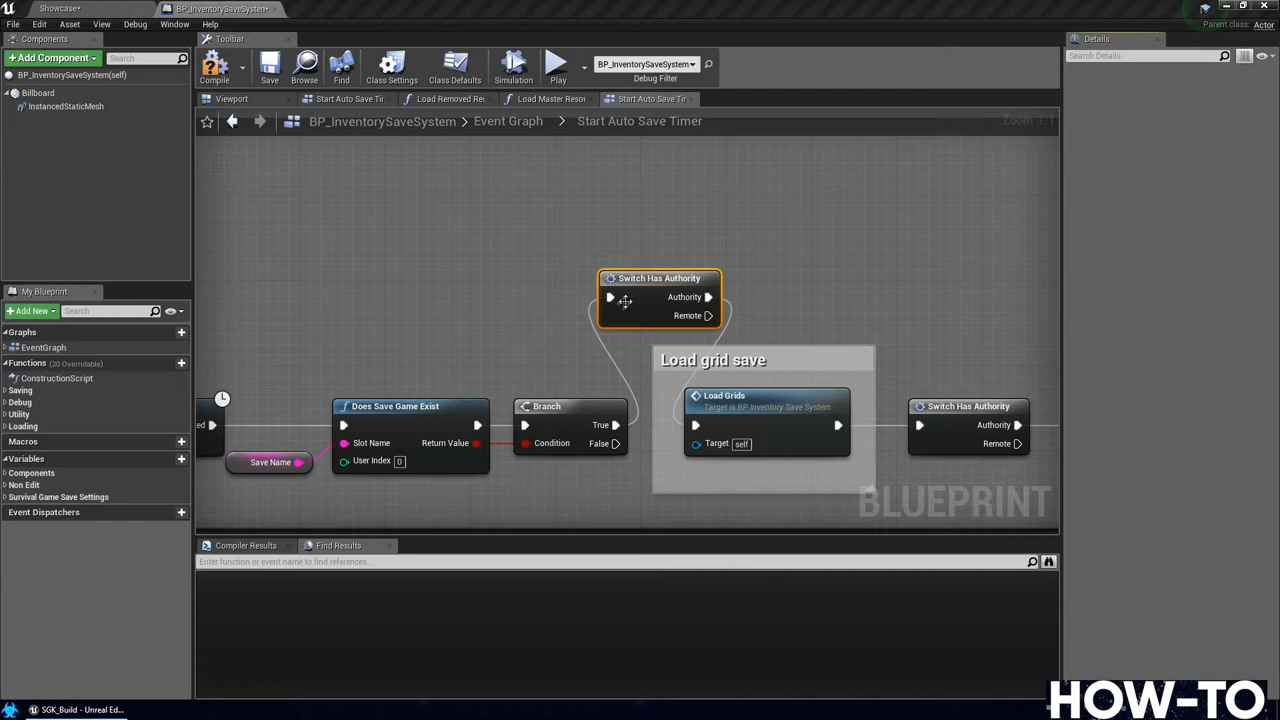 Showcase•
BP_InventorySaveSystem•
File Edit Asset View Debug Window Help
Parent class: Actor
Components
+Add Component
Search
BP_InventorySaveSystem(self)
Billboard
InstancedStaticMesh
Toolbar
Compile Save Browse Find Class Settings Class Defaults Simulation Play
BP_InventorySaveSystem
Debug Filter
Details
Search Details
Viewport
Start Auto Save Tir
Load Removed Re:
Load Master Resor
Start Auto Save Tir
BP_InventorySaveSystem > Event Graph > Start Auto Save Timer
Zoom 1:1
My Blueprint
+Add New
Search
Graphs
EventGraph
Functions (20 Overridable)
ConstructionScript
Saving
Debug
Utility
Loading
Macros
Variables
Components
Non Edit
Survival Game Save Settings
Event Dispatchers
Switch Has Authority
Authority
Remote
Load grid save
Load Grids
Target is BP Inventory Save System
Target self
ed
Save Name
Does Save Game Exist
Slot Name Return Value
User Index 0
Branch
True
Condition False
Switch Has Authority
Authority
Remote
BLUEPRINT
Compiler Results
Find Results
Enter function or event name to find references...
SGK_Build - Unreal Ed...
HOW-TO